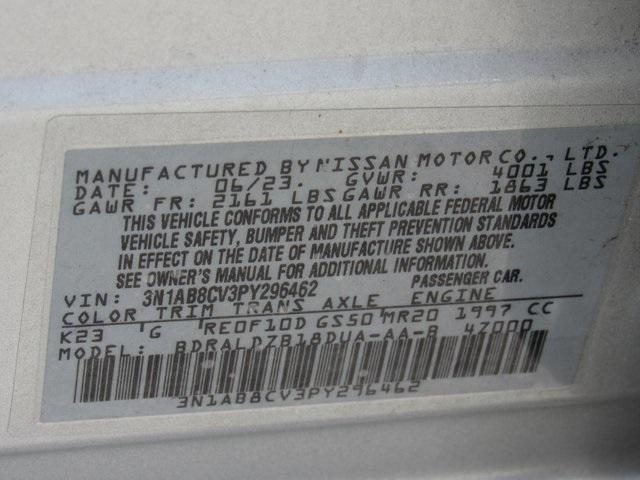 MANUFACTURED BY NISSAN MOTOR CO., LTD.
DATE: 06/23. GVWR: 4001 LBS
GAWR FR: 2161 LBS GAWR RR: 1863 LBS
THIS VEHICLE CONFORMS TO ALL APPLICABLE FEDERAL MOTOR
VEHICLE SAFETY, BUMPER AND THEFT PREVENTION STANDARDS
IN EFFECT ON THE DATE OF MANUFACTURE SHOWN ABOVE.
SEE OWNER'S MANUAL FOR ADDITIONAL INFORMATION.
VIN: 3N1AB8CV3PY296462 PASSENGER CAR.
COLOR TRIM TRANS AXLE ENGINE
K23 G RE0F10D GS50 MR20 1997 CC
MODEL: BDRALDZB18DUA-AA-B 4Z000
3N1AB8CV3PY296462